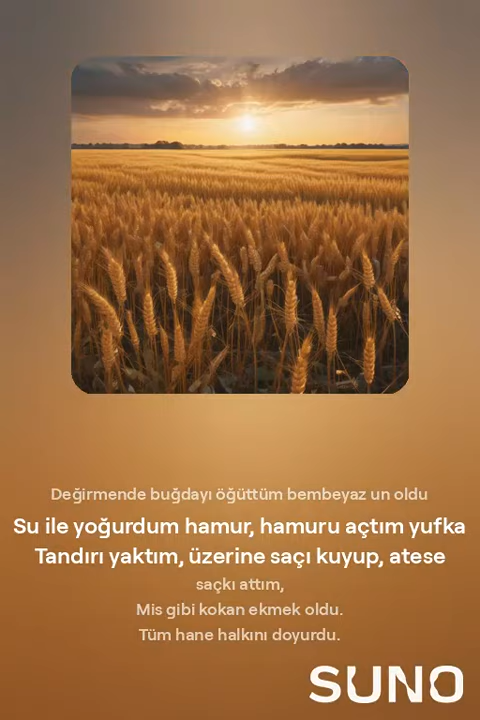 Değirmende buğdayı öğüttüm bembeyaz un oldu
Su ile yoğurdum hamur, hamuru açtım yufka
Tandırı yaktım, üzerine saçı kuyup, atese
saçkı attım,
Mis gibi kokan ekmek oldu.
Tüm hane halkını doyurdu.
SUNO